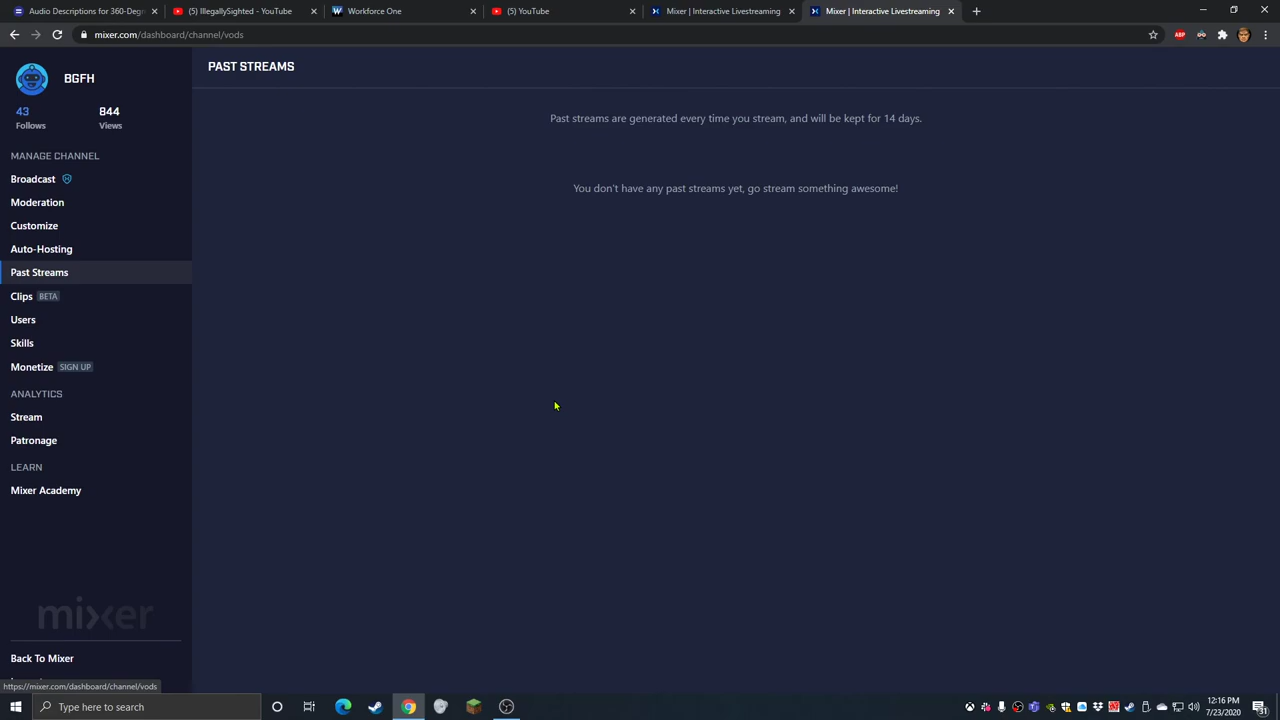 Audio Descriptions for 360-Degr
(5) IllegallySighted - YouTube
Workforce One
(5) YouTube
Mixer | Interactive Livestreaming
Mixer | Interactive Livestreaming
mixer.com/dashboard/channel/vods
ABP
BGFH
43
844
Follows
Views
MANAGE CHANNEL
Broadcast
Moderation
Customize
Auto-Hosting
Past Streams
Clips BETA
Users
Skills
Monetize SIGN UP
ANALYTICS
Stream
Patronage
LEARN
Mixer Academy
mixer
Back To Mixer
https://mixer.com/dashboard/channel/vods
PAST STREAMS
Past streams are generated every time you stream, and will be kept for 14 days.
You don't have any past streams yet, go stream something awesome!
Type here to search
12:16 PM
7/23/2020